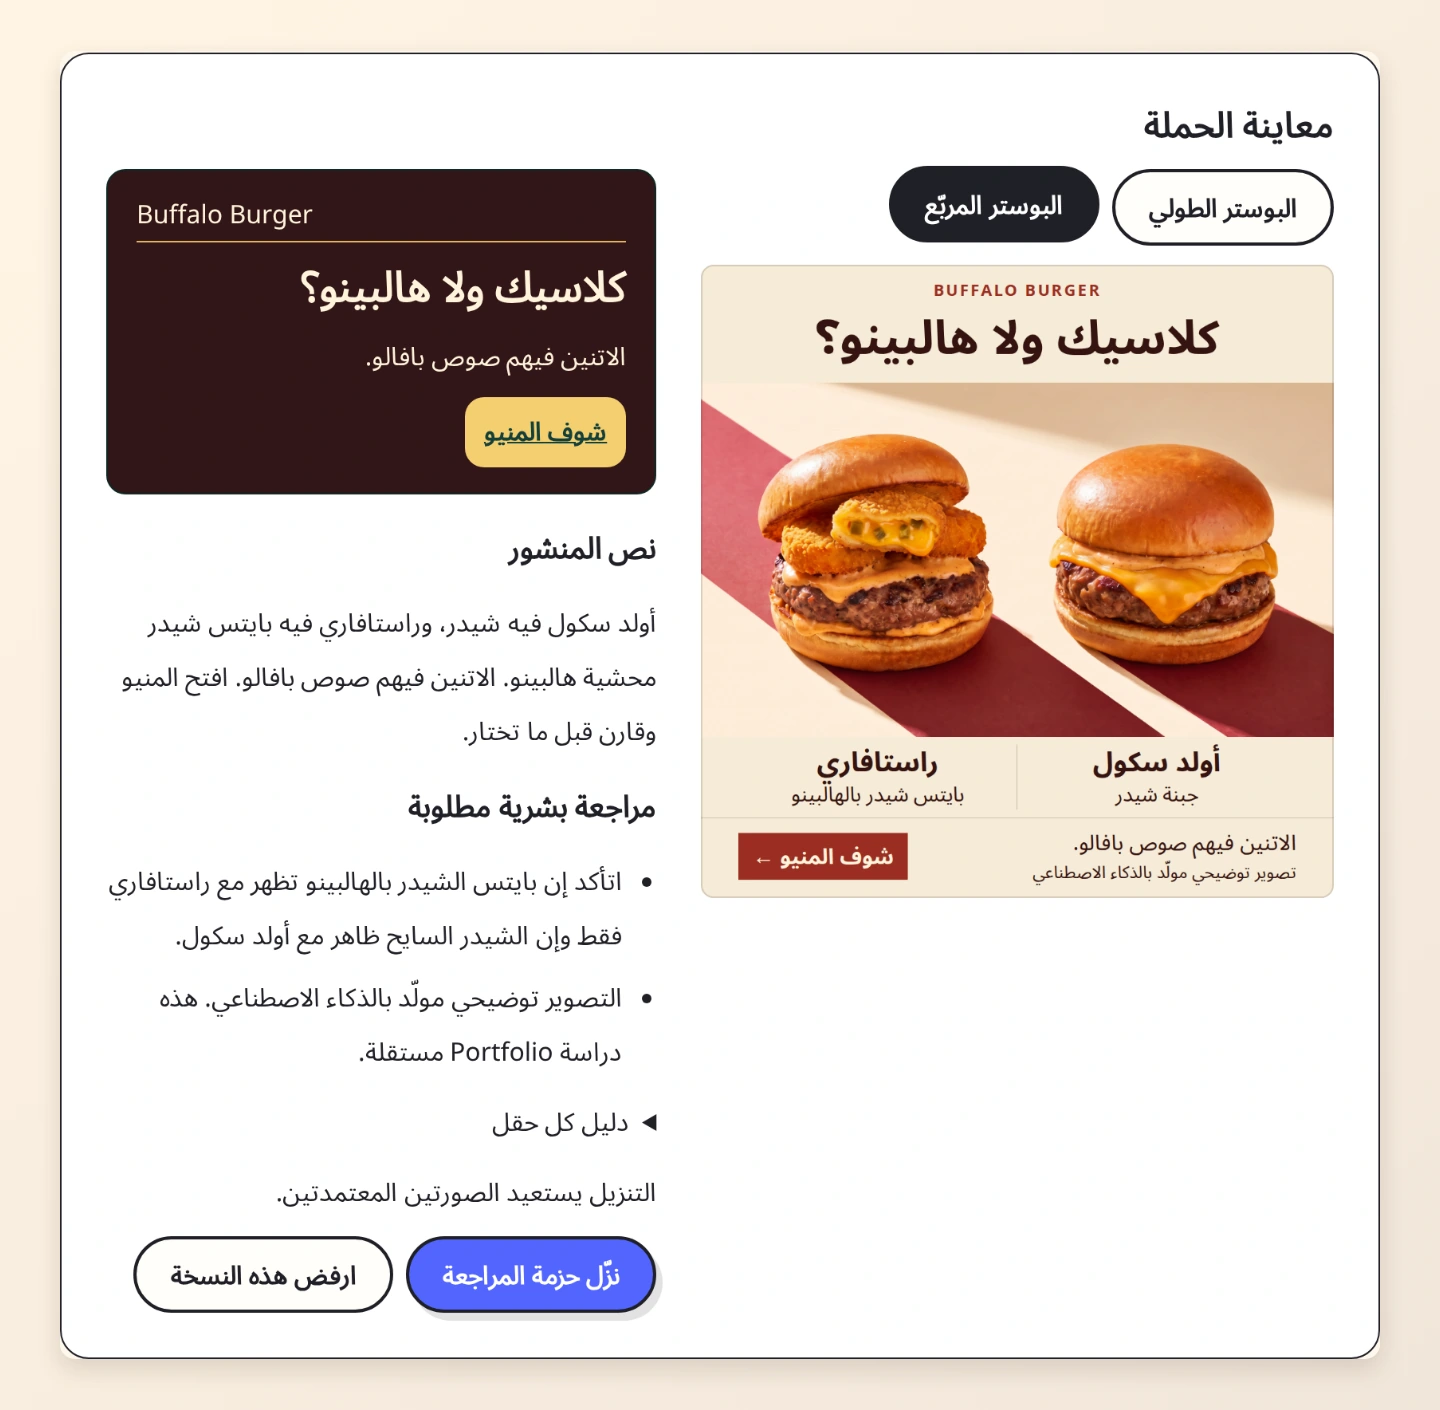 معاينة الحملة
البوستر الطولي
البوستر المربّع
BUFFALO BURGER
كلاسيك ولا هالبينو؟
أولد سكول
جبنة شيدر
راستافاري
بايتس شيدر بالهالبينو
الاتنين فيهم صوص بافالو.
تصوير توضيحي مولّد بالذكاء الاصطناعي
شوف المنيو ←
Buffalo Burger
كلاسيك ولا هالبينو؟
الاتنين فيهم صوص بافالو.
شوف المنيو
نص المنشور
أولد سكول فيه شيدر، وراستافاري فيه بايتس شيدر
محشية هالبينو. الاتنين فيهم صوص بافالو. افتح المنيو
وقارن قبل ما تختار.
مراجعة بشرية مطلوبة
• اتأكد إن بايتس الشيدر بالهالبينو تظهر مع راستافاري
فقط وإن الشيدر السايح ظاهر مع أولد سكول.
• التصوير توضيحي مولّد بالذكاء الاصطناعي. هذه
دراسة Portfolio مستقلة.
دليل كل حقل
التنزيل يستعيد الصورتين المعتمدتين.
نزّل حزمة المراجعة
ارفض هذه النسخة